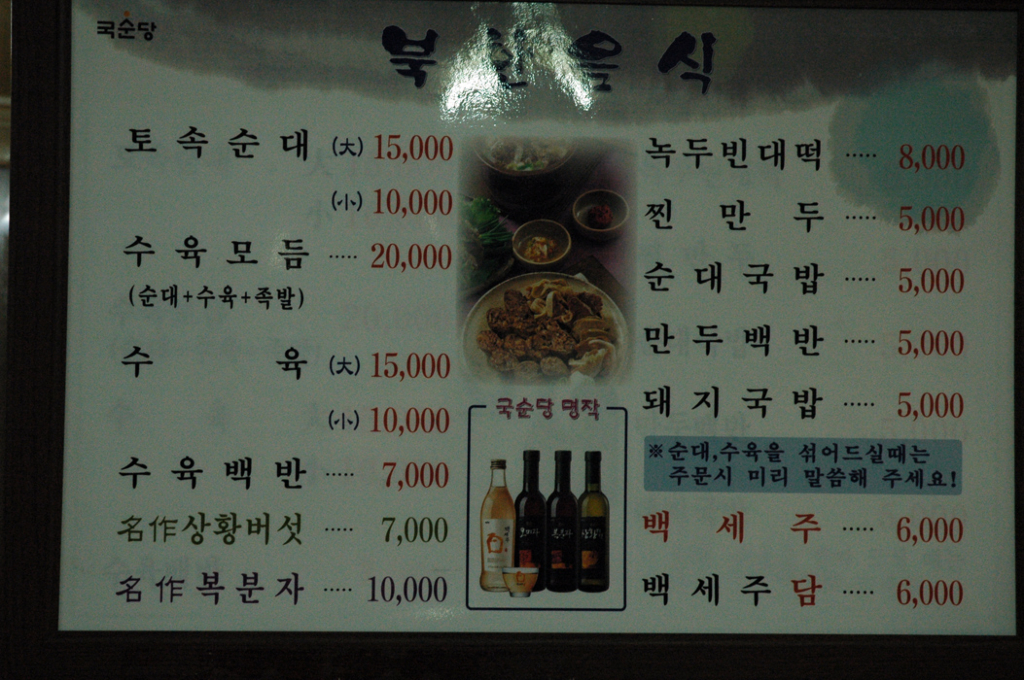 국순당
북한음식
토속순대 (大) 15,000
(小) 10,000
수육모듬 ····· 20,000
(순대+수육+족발)
수육 (大) 15,000
(小) 10,000
수육백반 ····· 7,000
名作상황버섯 ····· 7,000
名作복분자 ····· 10,000
국순당 명작
녹두빈대떡 ····· 8,000
찐만두 ····· 5,000
순대국밥 ····· 5,000
만두백반 ····· 5,000
돼지국밥 ····· 5,000
※순대,수육을 섞어드실때는
주문시 미리 말씀해 주세요!
백세주 ····· 6,000
백세주담 ····· 6,000